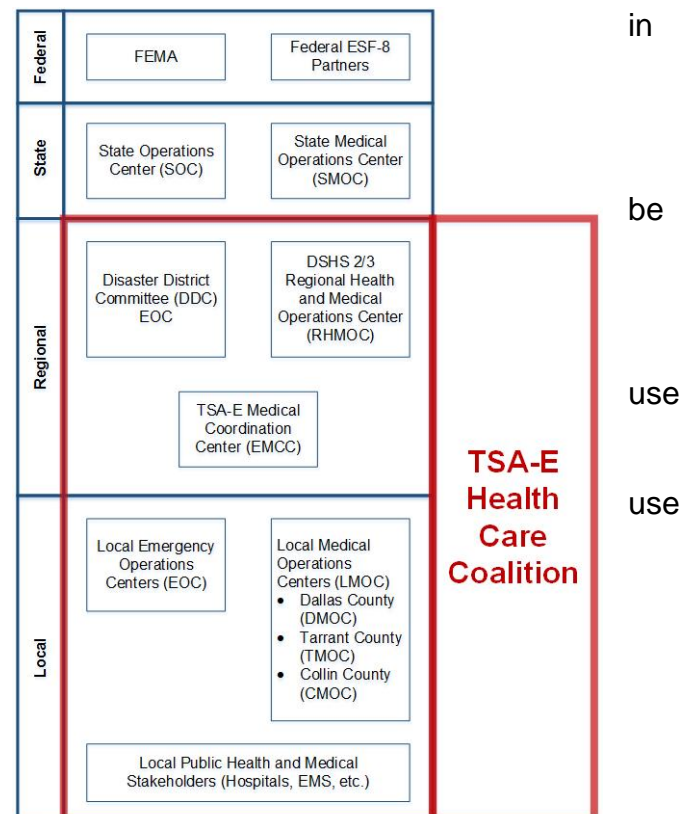 Federal
FEMA
Federal ESF-8
Partners
in
State
State Operations
Center (SOC)
State Medical
Operations Center
(SMOC)
be
Regional
Disaster District
Committee (DDC)
EOC
DSHS 2/3
Regional Health
and Medical
Operations Center
(RHMOC)
TSA-E Medical
Coordination
Center (EMCC)
use
TSA-E
Health
Care
Coalition
use
Local
Local Emergency
Operations
Centers (EOC)
Local Medical
Operations
Centers (LMOC)
• Dallas County
(DMOC)
• Tarrant County
(TMOC)
• Collin County
(CMOC)
Local Public Health and Medical
Stakeholders (Hospitals, EMS, etc.)